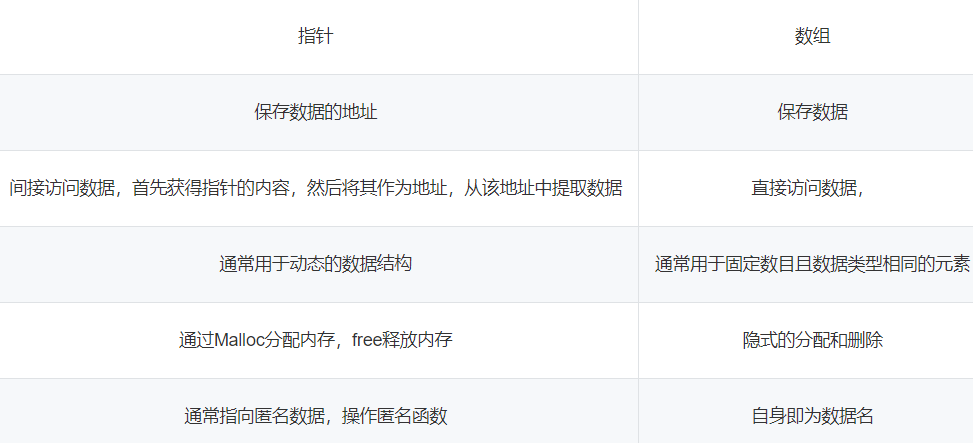 指针
数组
保存数据的地址
保存数据
间接访问数据，首先获得指针的内容，然后将其作为地址，从该地址中提取数据
直接访问数据，
通常用于动态的数据结构
通常用于固定数目且数据类型相同的元素
通过Malloc分配内存，free释放内存
隐式的分配和删除
通常指向匿名数据，操作匿名函数
自身即为数据名